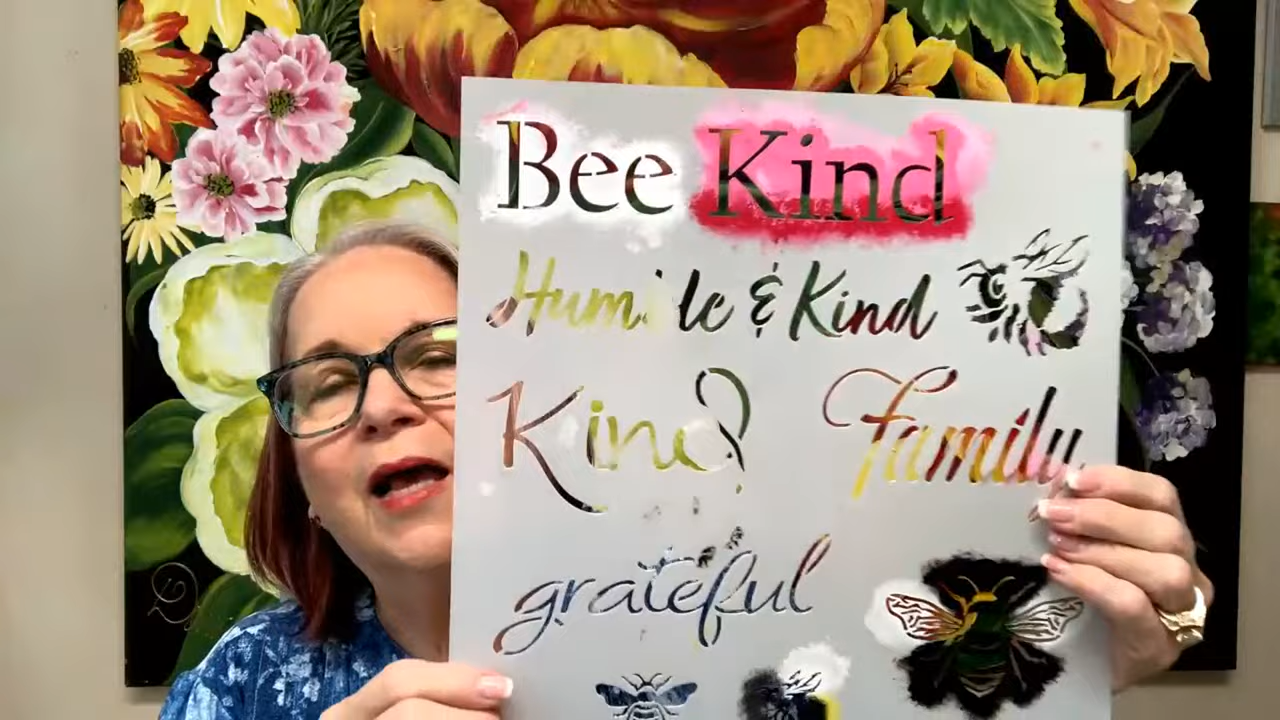 Bee Kind
Humble & Kind
Kind
Family
grateful